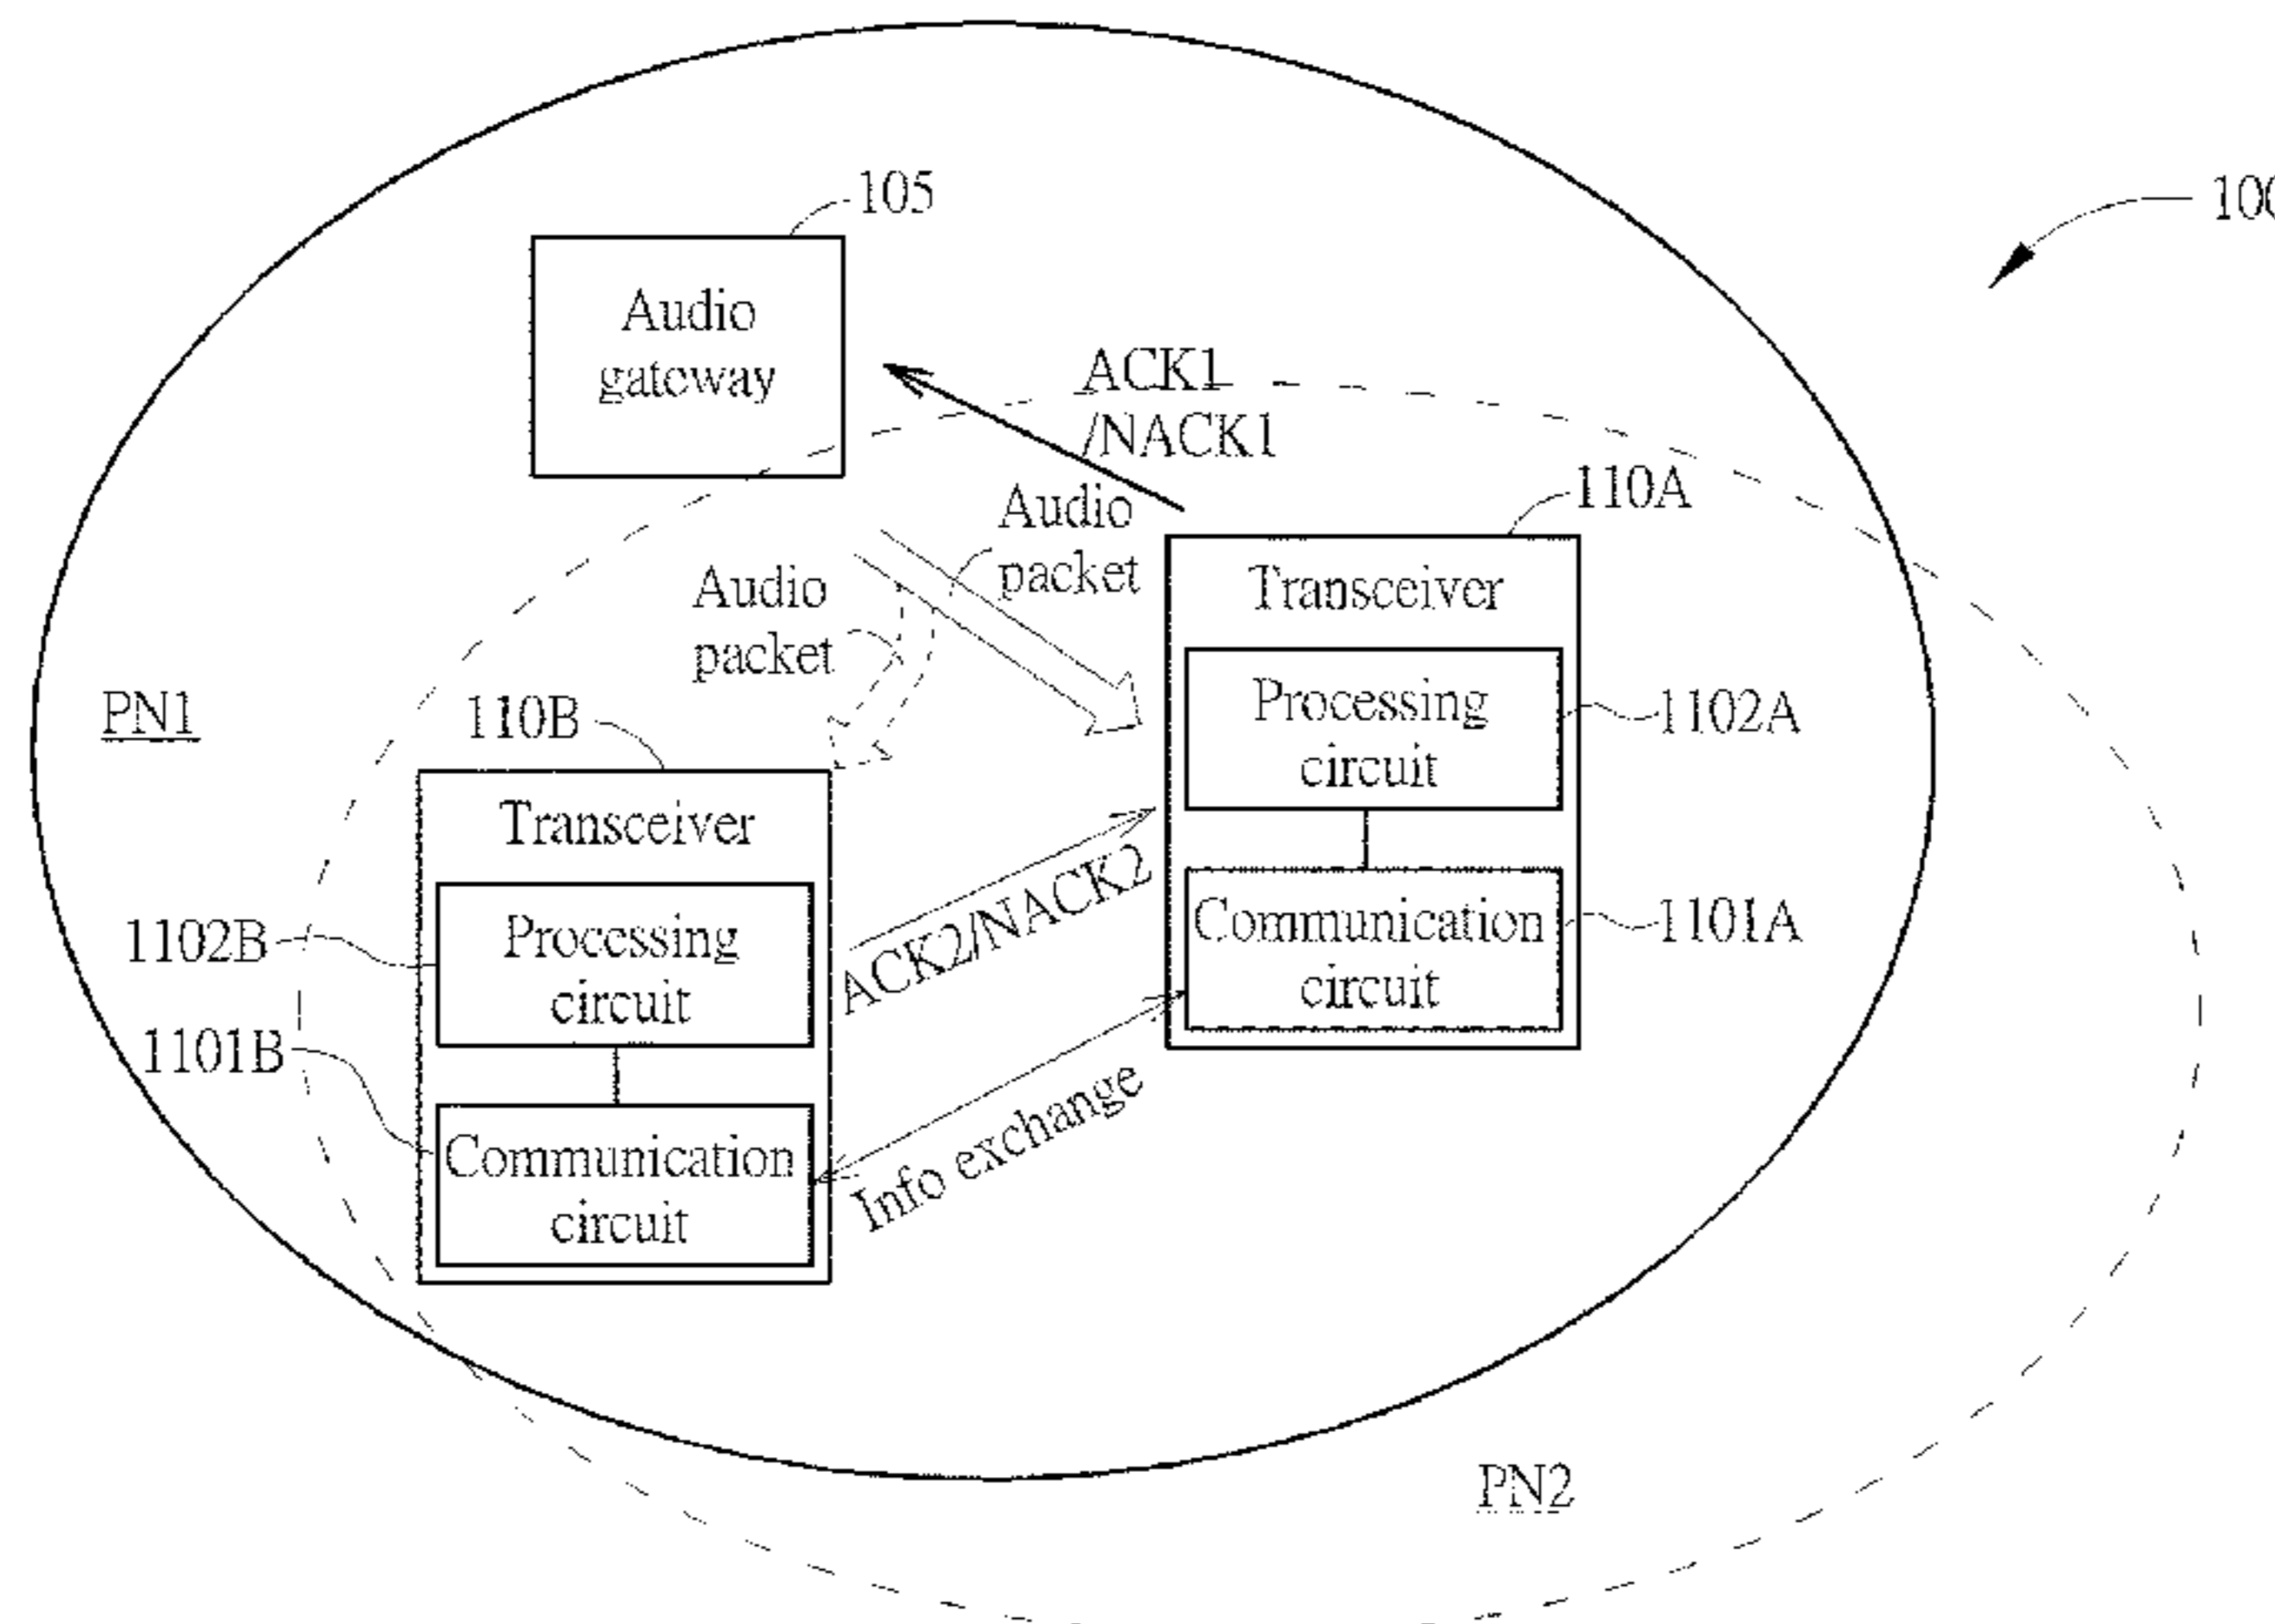 105
100
Audio
gateway
ACK1
/NACK1
Audio
packet
110A
Audio
packet
Transceiver
Processing
circuit
1102A
PN1
110B
Transceiver
Communication
circuit
1101A
ACK2/NACK2
1102B
Processing
circuit
1101B
Communication
circuit
Info exchange
PN2